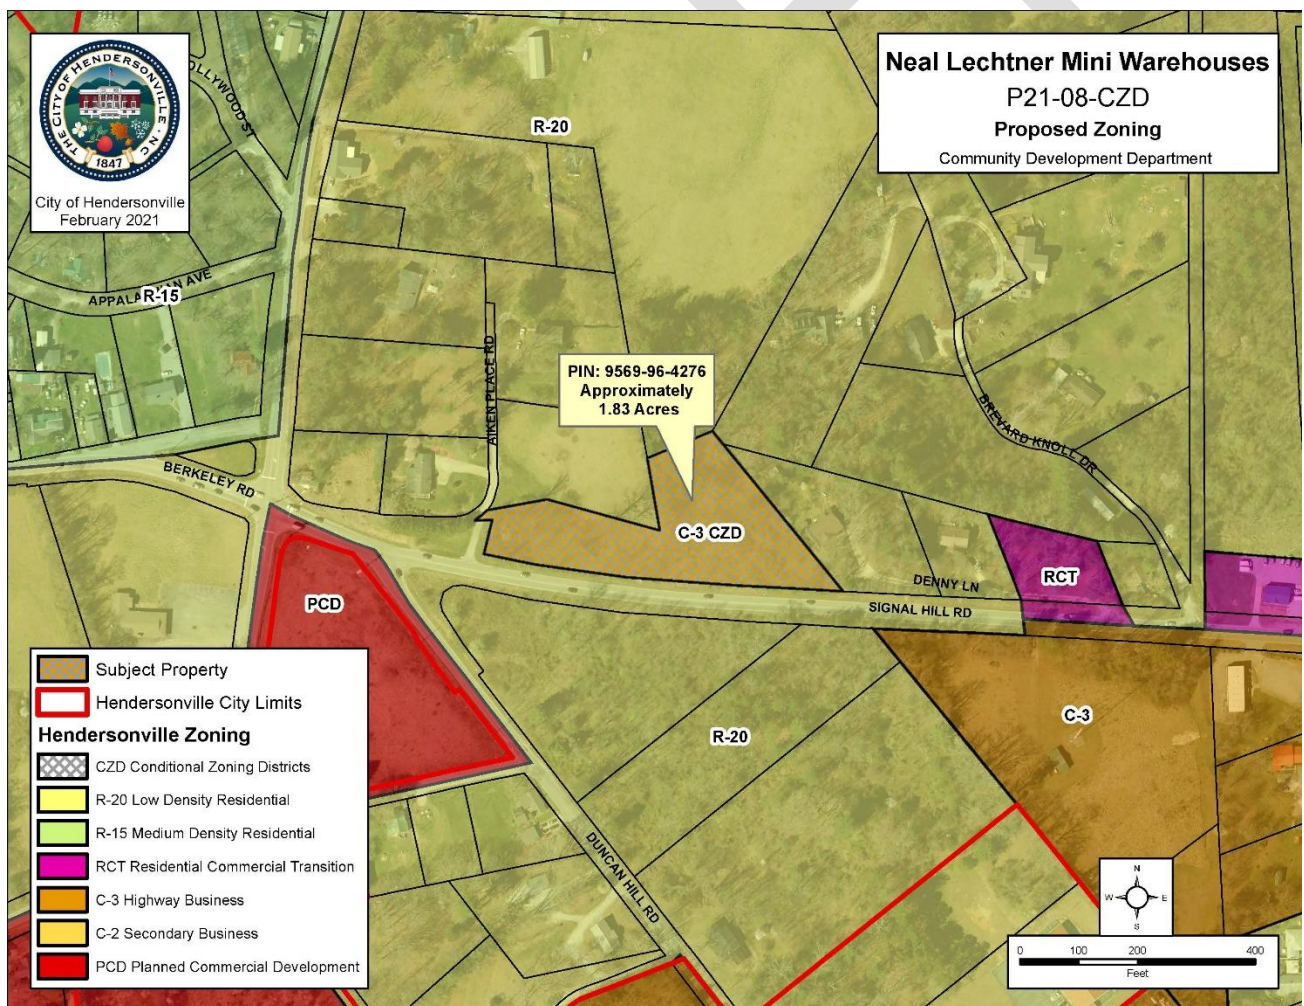 THE CITY OF HENDERSONVILLE, N.C.
1847
City of Hendersonville
February 2021
Neal Lechtner Mini Warehouses
P21-08-CZD
Proposed Zoning
Community Development Department
OLLYWOOD ST
R-20
APPALA
AN AVE
R-15
AIKEN PLACE RD
PIN: 9569-96-4276
Approximately
1.83 Acres
BREVARD KNOLL DR
BERKELEY RD
C-3 CZD
PCD
DENNY LN
RCT
SIGNAL HILL RD
R-20
C-3
DUNCAN HILL RD
Subject Property
Hendersonville City Limits
Hendersonville Zoning
CZD Conditional Zoning Districts
R-20 Low Density Residential
R-15 Medium Density Residential
RCT Residential Commercial Transition
C-3 Highway Business
C-2 Secondary Business
PCD Planned Commercial Development
N
W E
S
0 100 200 400
Feet